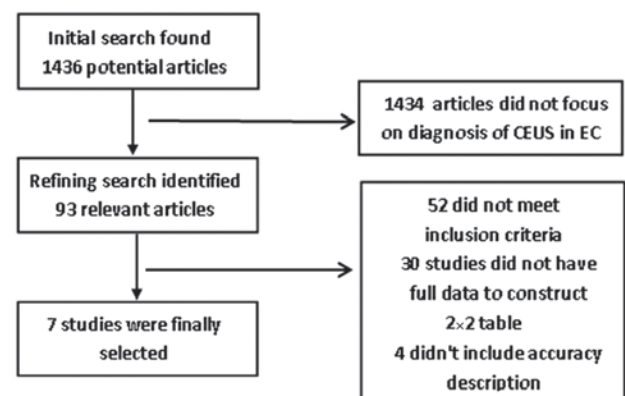 Initial search found
1436 potential articles
1434 articles did not focus
on diagnosis of CEUS in EC
Refining search identified
93 relevant articles
52 did not meet
inclusion criteria
30 studies did not have
full data to construct
2×2 table
4 didn't include accuracy
description
7 studies were finally
selected